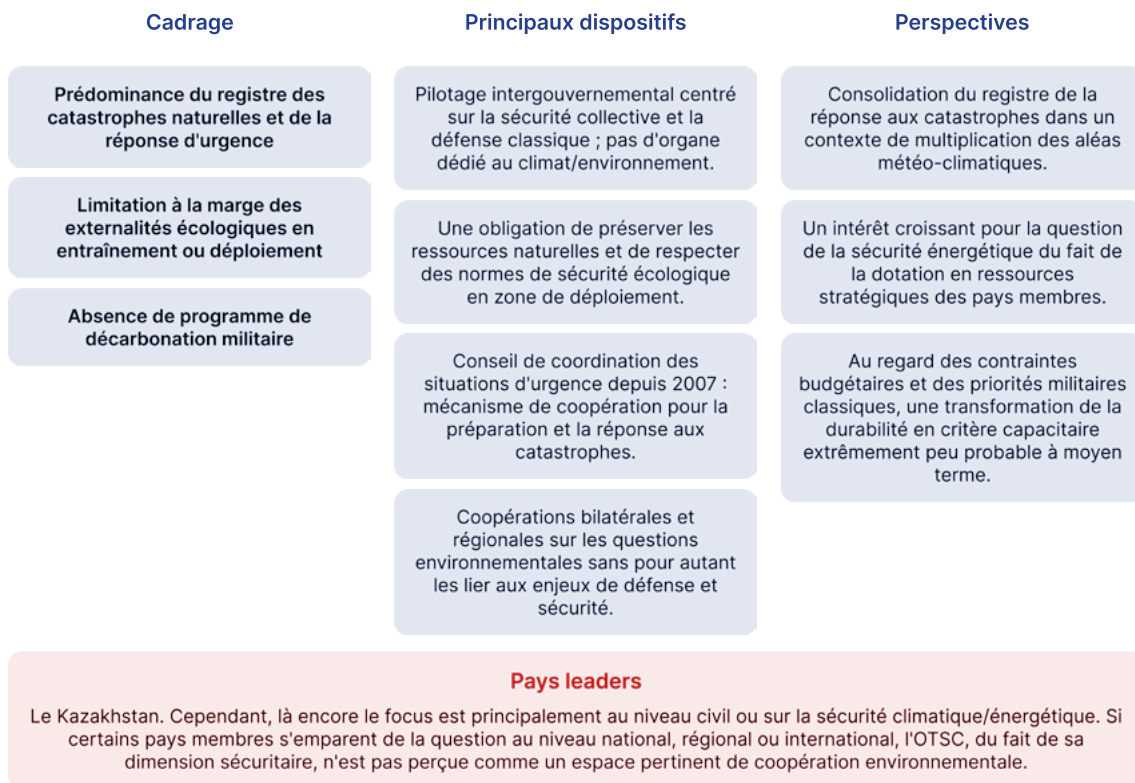 Cadrage
Prédominance du registre des
catastrophes naturelles et de la
réponse d'urgence
Limitation à la marge des
externalités écologiques en
entraînement ou déploiement
Absence de programme de
décarbonation militaire
Principaux dispositifs
Pilotage intergouvernemental centré
sur la sécurité collective et la
défense classique ; pas d'organe
dédié au climat/environnement.
Une obligation de préserver les
ressources naturelles et de respecter
des normes de sécurité écologique
en zone de déploiement.
Conseil de coordination des
situations d'urgence depuis 2007 :
mécanisme de coopération pour la
préparation et la réponse aux
catastrophes.
Coopérations bilatérales et
régionales sur les questions
environnementales sans pour autant
les lier aux enjeux de défense et
sécurité.
Perspectives
Consolidation du registre de la
réponse aux catastrophes dans un
contexte de multiplication des aléas
météo-climatiques.
Un intérêt croissant pour la question
de la sécurité énergétique du fait de
la dotation en ressources
stratégiques des pays membres.
Au regard des contraintes
budgétaires et des priorités militaires
classiques, une transformation de la
durabilité en critère capacitaire
extrêmement peu probable à moyen
terme.
Pays leaders
Le Kazakhstan. Cependant, là encore le focus est principalement au niveau civil ou sur la sécurité climatique/énergétique. Si
certains pays membres s'emparent de la question au niveau national, régional ou international, l'OTSC, du fait de sa
dimension sécuritaire, n'est pas perçue comme un espace pertinent de coopération environnementale.